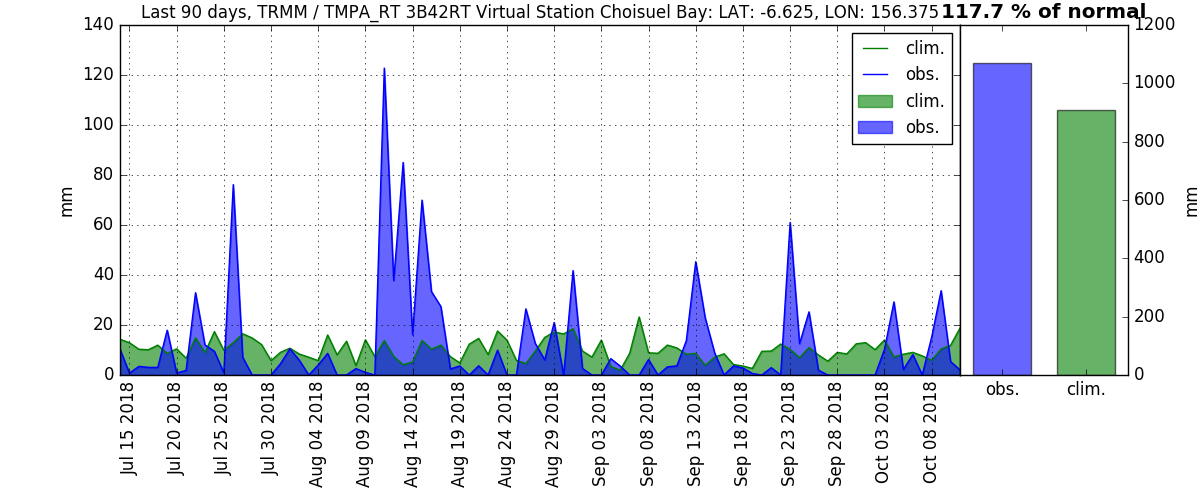 Last 90 days, TRMM / TMPA_RT 3B42RT Virtual Station Choisuel Bay: LAT: -6.625, LON: 156.375 117.7 % of normal
140
120
100
80
60
40
20
0
mm
clim.
obs.
clim.
obs.
Jul 15 2018
Jul 20 2018
Jul 25 2018
Jul 30 2018
Aug 04 2018
Aug 09 2018
Aug 14 2018
Aug 19 2018
Aug 24 2018
Aug 29 2018
Sep 03 2018
Sep 08 2018
Sep 13 2018
Sep 18 2018
Sep 23 2018
Sep 28 2018
Oct 03 2018
Oct 08 2018
1200
1000
800
600
400
200
0
mm
obs.
clim.